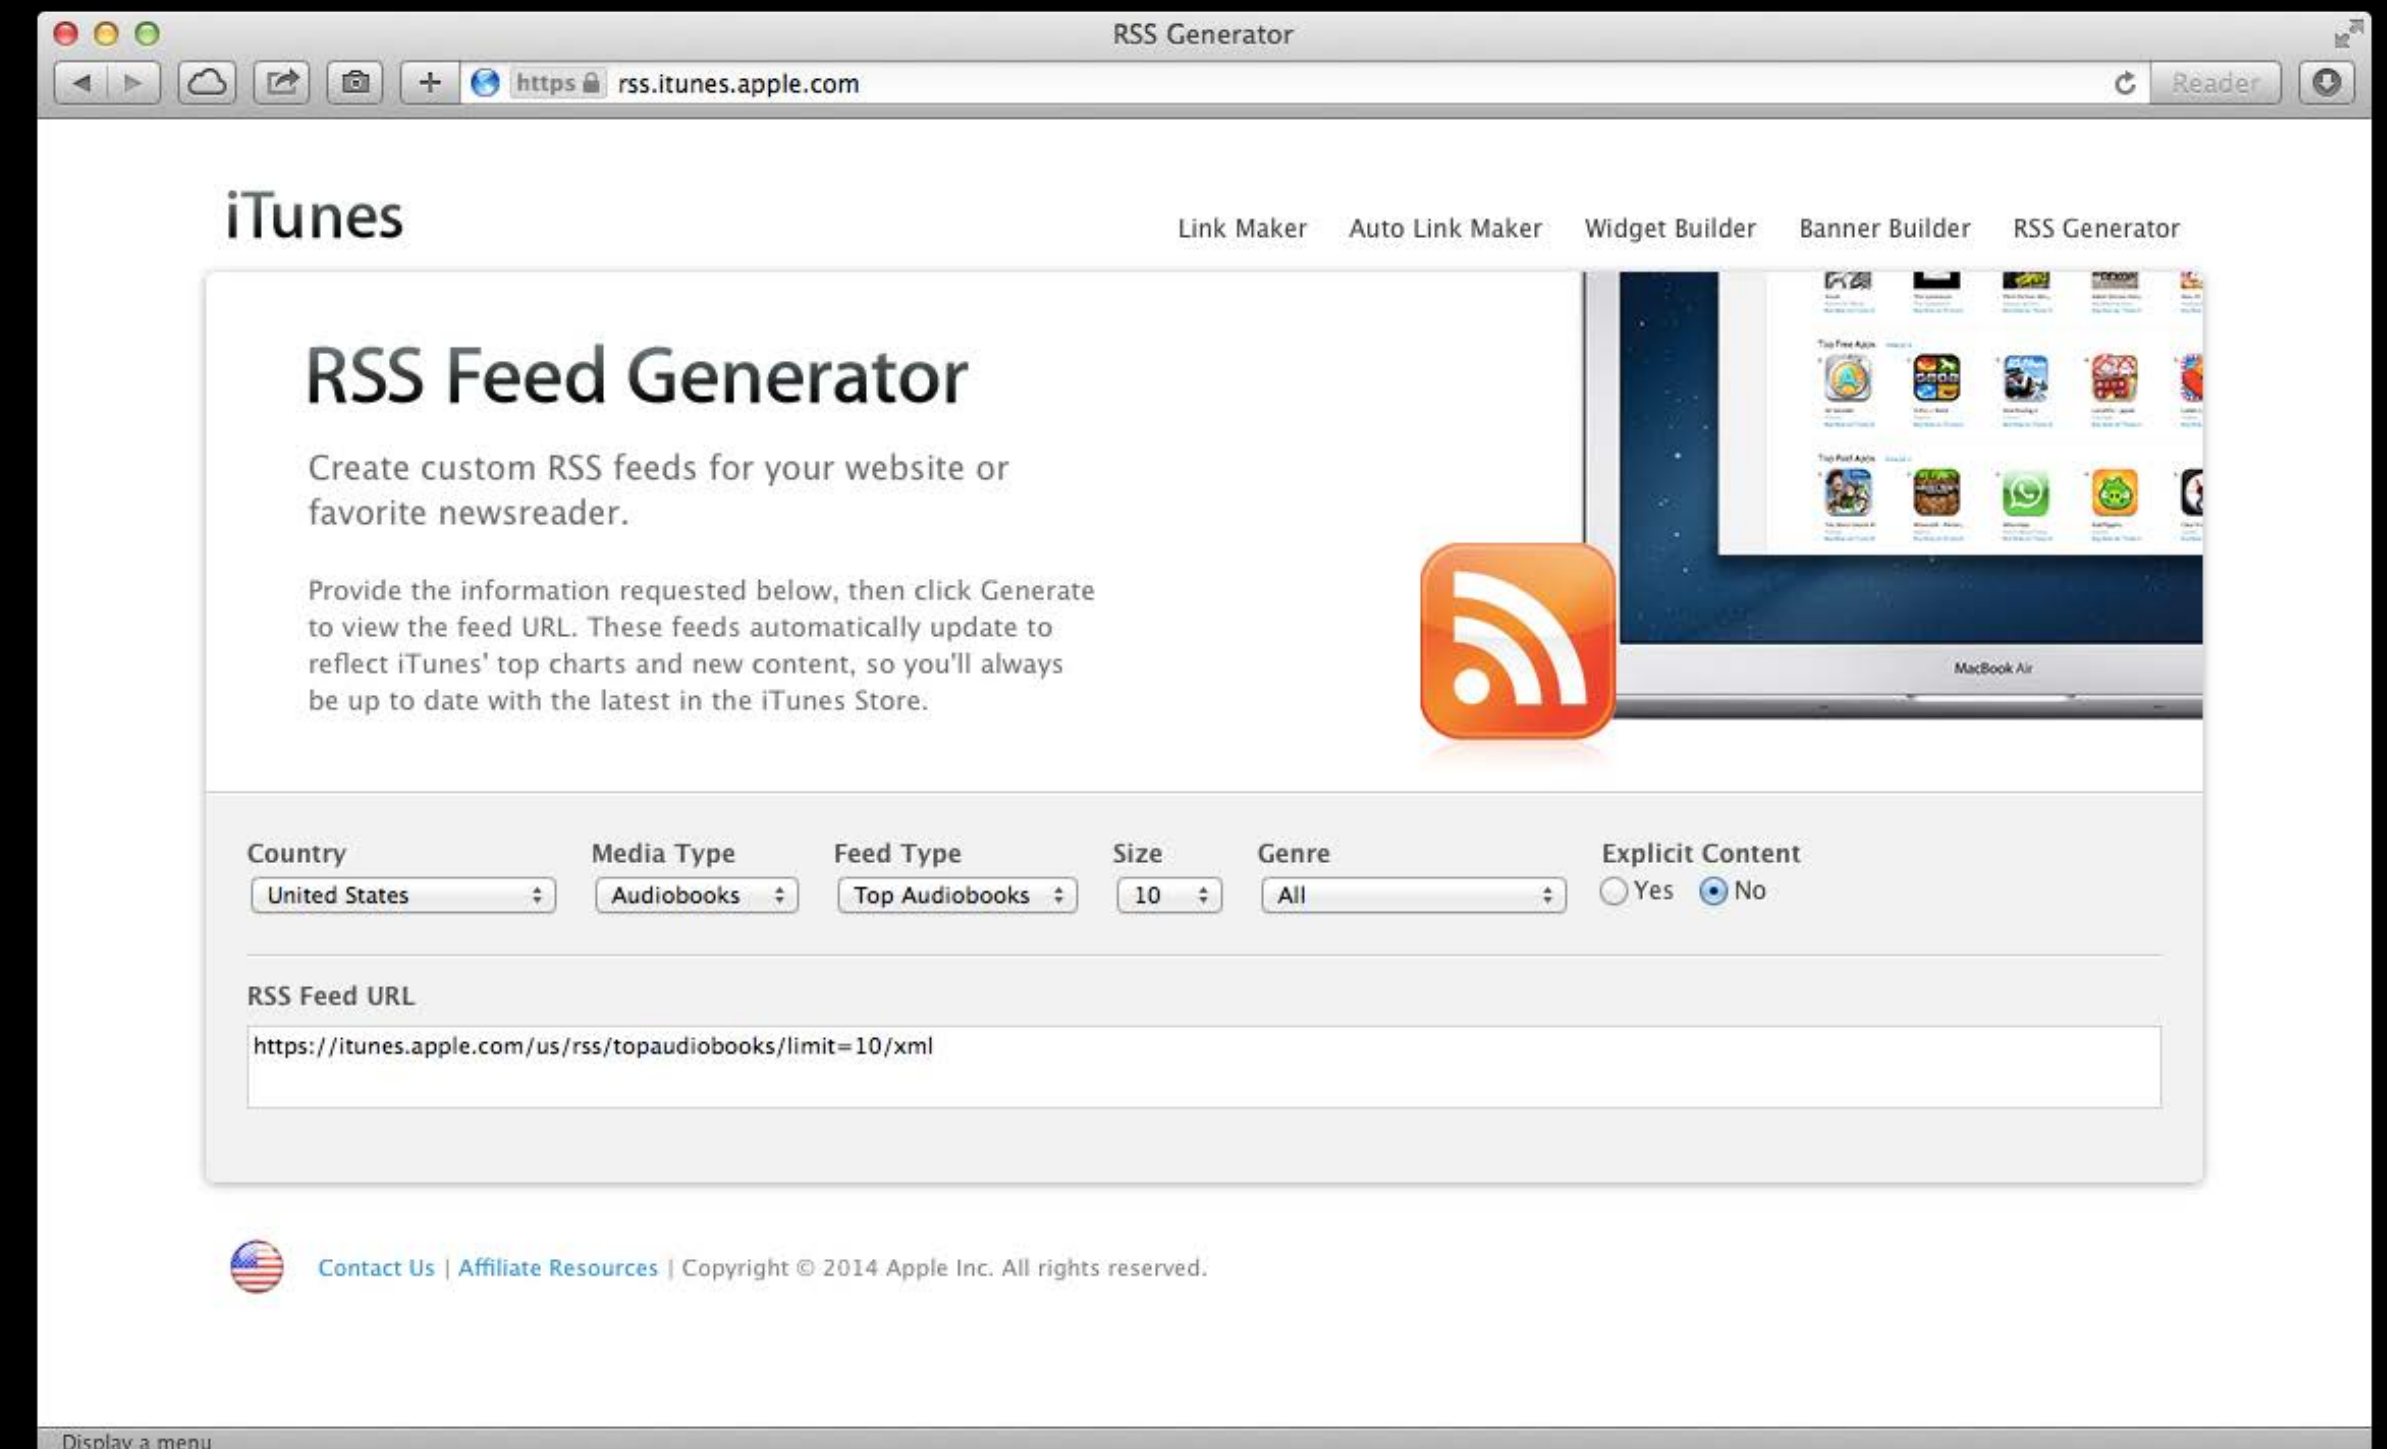 RSS Generator
https rss.itunes.apple.com
Reader
iTunes
Link Maker Auto Link Maker Widget Builder Banner Builder RSS Generator
RSS Feed Generator
Create custom RSS feeds for your website or
favorite newsreader.
Provide the information requested below, then click Generate
to view the feed URL. These feeds automatically update to
reflect iTunes' top charts and new content, so you'll always
be up to date with the latest in the iTunes Store.
Top Free Apps
Top Paid Apps
MacBook Air
Country Media Type Feed Type Size Genre Explicit Content
United States Audiobooks Top Audiobooks 10 All Yes No
RSS Feed URL
https://itunes.apple.com/us/rss/topaudiobooks/limit=10/xml
Contact Us | Affiliate Resources | Copyright © 2014 Apple Inc. All rights reserved.
Display a menu